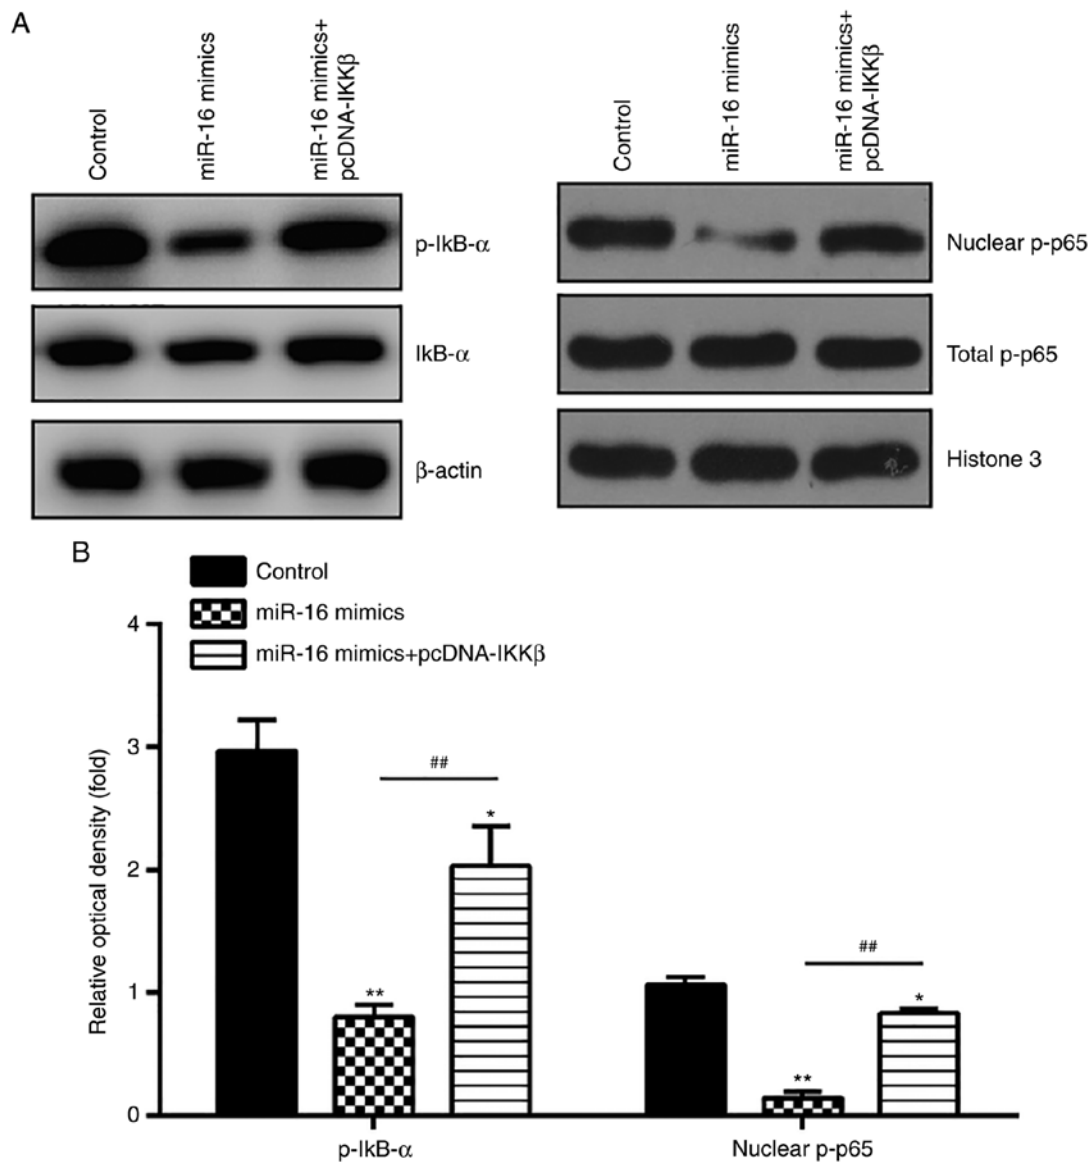 A
Control
miR-16 mimics
miR-16 mimics+
pcDNA-IKKβ
p-IkB-α
IkB-α
β-actin
Control
miR-16 mimics
miR-16 mimics+
pcDNA-IKKβ
Nuclear p-p65
Total p-p65
Histone 3
B
Control
miR-16 mimics
miR-16 mimics+pcDNA-IKKβ
Relative optical density (fold)
4
3
2
1
0
##
*
**
##
*
**
p-IkB-α
Nuclear p-p65